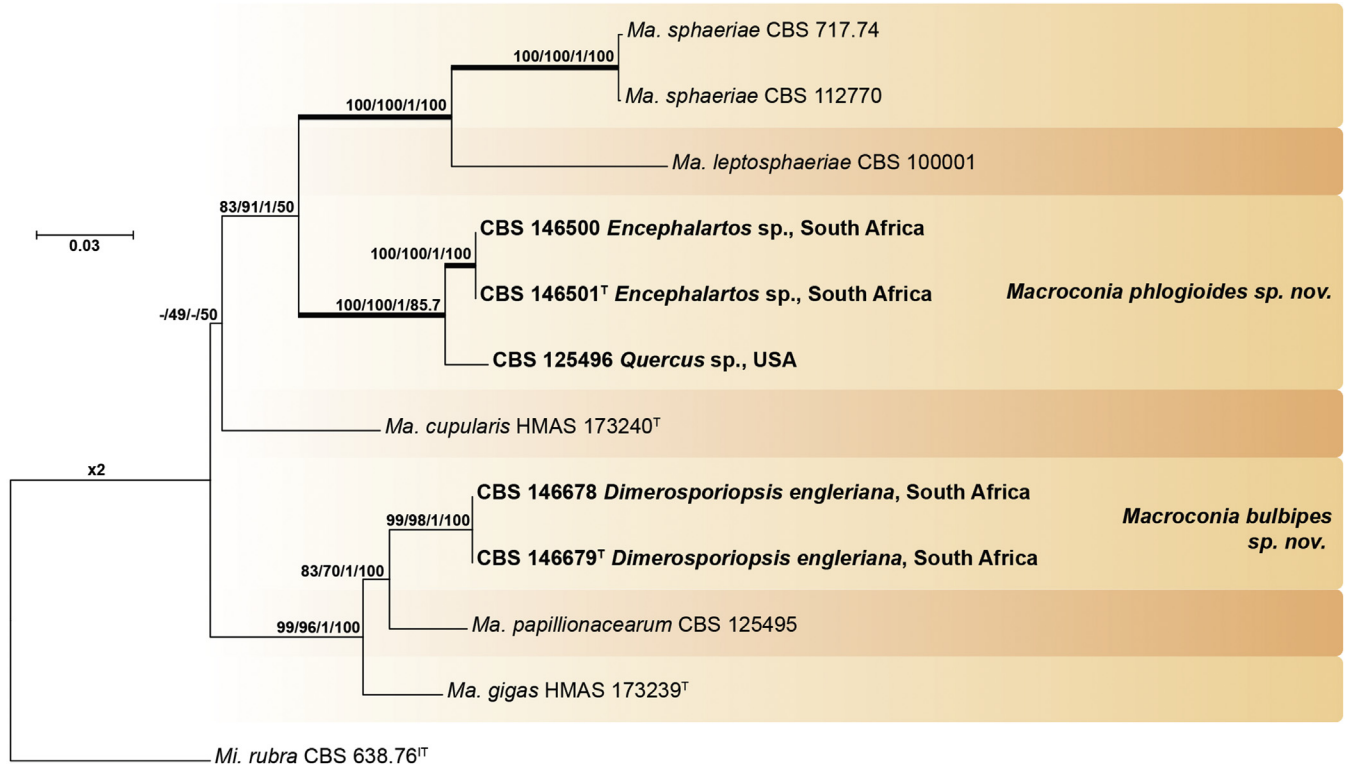 Ma. sphaeriae CBS 717.74
100/100/1/100
Ma. sphaeriae CBS 112770
100/100/1/100
Ma. leptosphaeriae CBS 100001
83/91/1/50
0.03
CBS 146500 Encephalartos sp., South Africa
100/100/1/100
CBS 146501ᵀ Encephalartos sp., South Africa
Macroconia phlogioides sp. nov.
100/100/1/85.7
-/49/-/50
CBS 125496 Quercus sp., USA
Ma. cupularis HMAS 173240ᵀ
x2
CBS 146678 Dimerosporiopsis engleriana, South Africa
99/98/1/100
Macroconia bulbipes
sp. nov.
CBS 146679ᵀ Dimerosporiopsis engleriana, South Africa
83/70/1/100
Ma. papillionacearum CBS 125495
99/96/1/100
Ma. gigas HMAS 173239ᵀ
Mi. rubra CBS 638.76ᴵᵀ